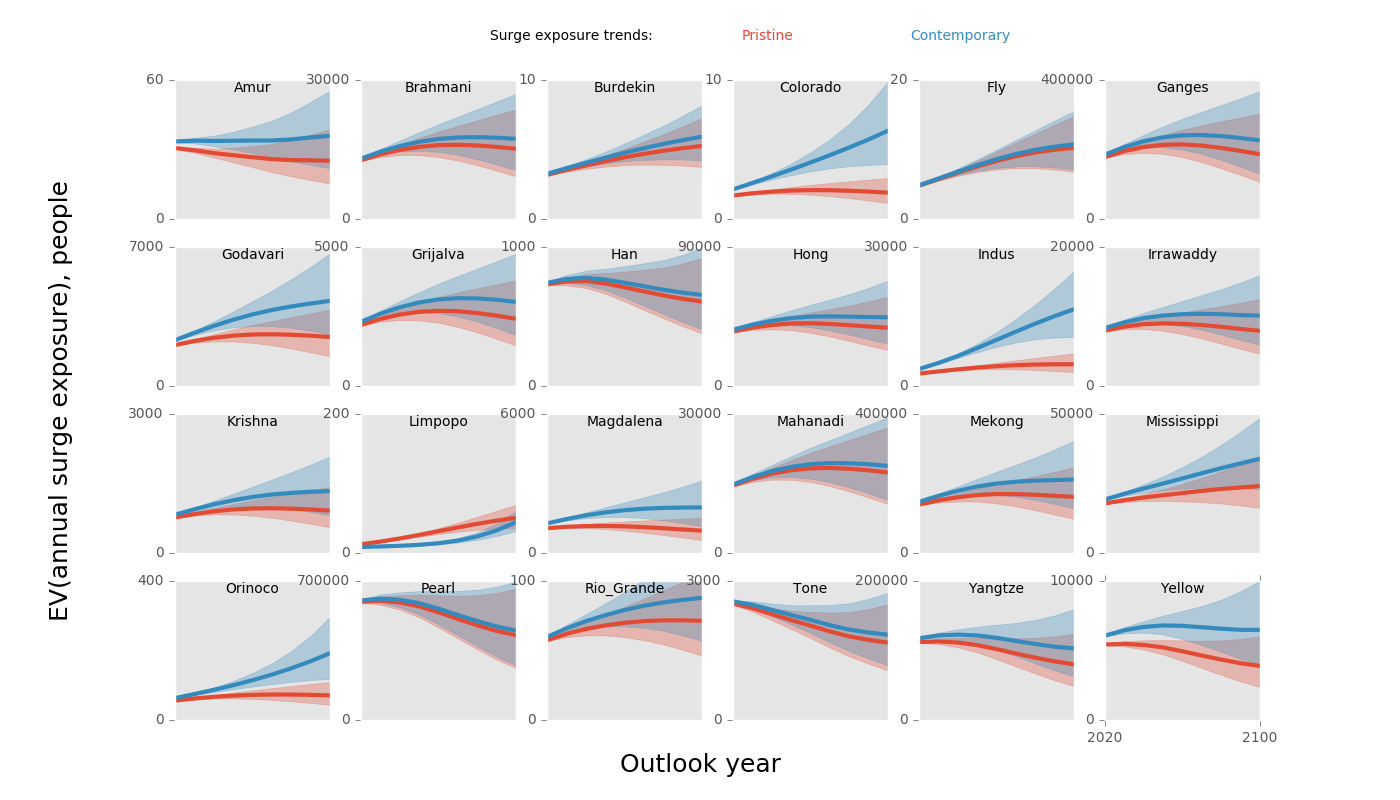 Surge exposure trends: Pristine Contemporary
60 30000 10 10 20 400000
Amur Brahmani Burdekin Colorado Fly Ganges
0 0 0 0 0 0
7000 5000 1000 90000 30000 20000
Godavari Grijalva Han Hong Indus Irrawaddy
0 0 0 0 0 0
3000 200 6000 30000 400000 50000
Krishna Limpopo Magdalena Mahanadi Mekong Mississippi
0 0 0 0 0 0
400 700000 100 3000 200000 10000
Orinoco Pearl Rio_Grande Tone Yangtze Yellow
0 0 0 0 0 0
2020 2100
EV(annual surge exposure), people
Outlook year